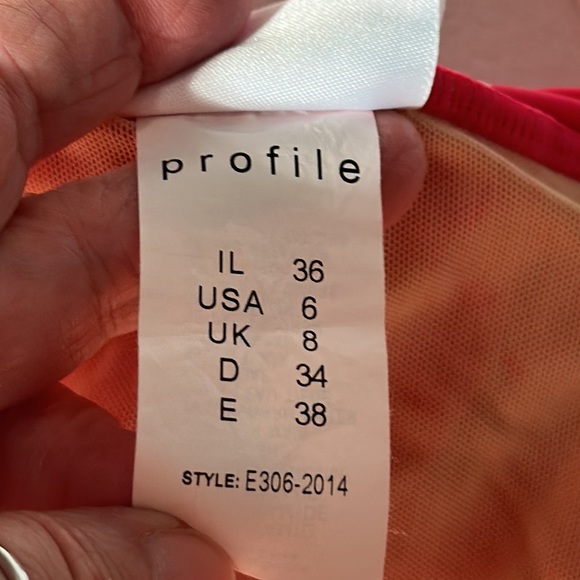 profile
IL 36
USA 6
UK 8
D 34
E 38
STYLE: E306-2014